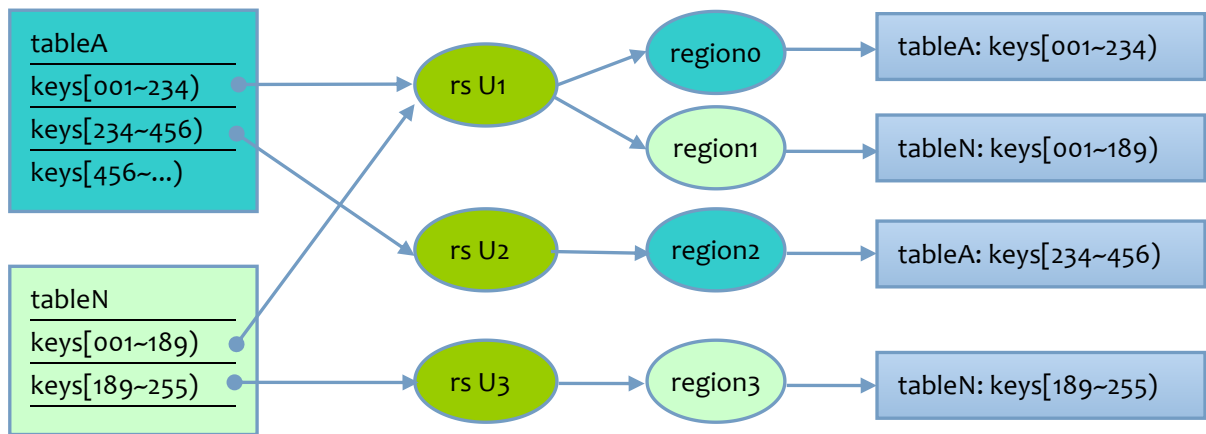 tableA
keys[001~234)
keys[234~456)
keys[456~...)
tableN
keys[001~189)
keys[189~255)
rs U1
rs U2
rs U3
region0
region1
region2
region3
tableA: keys[001~234)
tableN: keys[001~189)
tableA: keys[234~456)
tableN: keys[189~255)